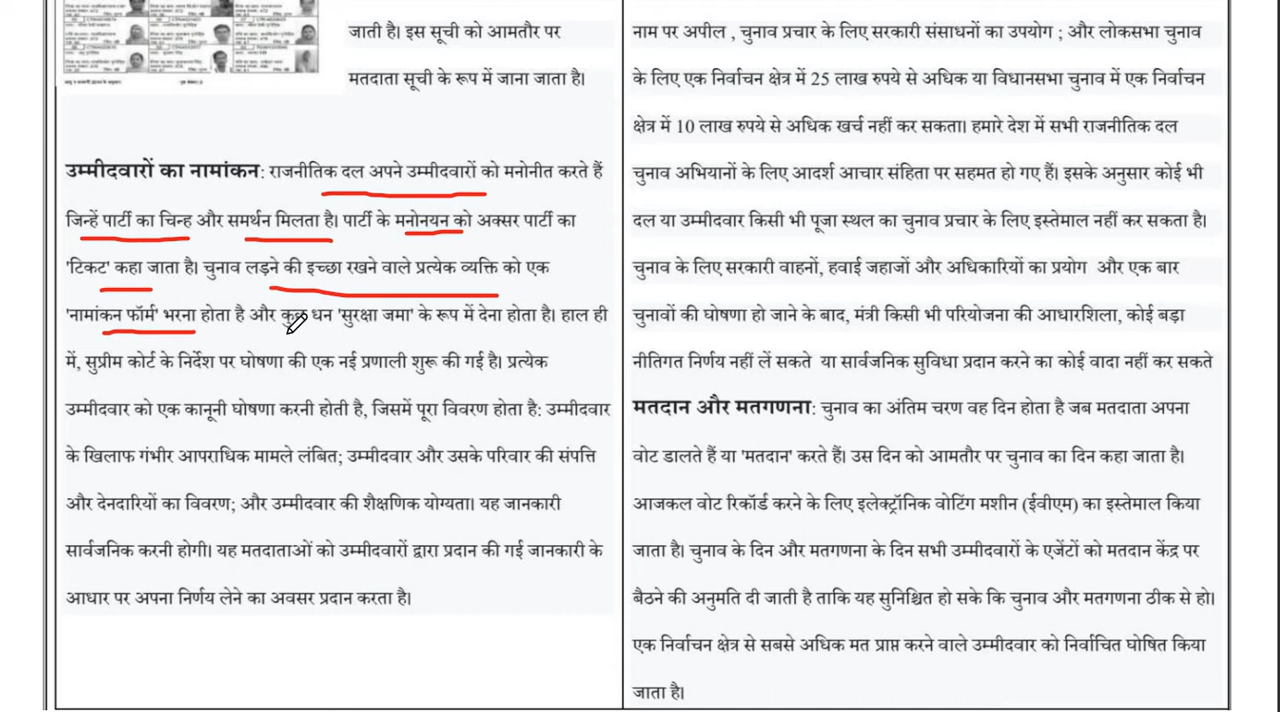 जाती है। इस सूची को आमतौर पर
मतदाता सूची के रूप में जाना जाता है।
उम्मीदवारों का नामांकन: राजनीतिक दल अपने उम्मीदवारों को मनोनीत करते हैं
जिन्हें पार्टी का चिन्ह और समर्थन मिलता है। पार्टी के मनोनयन को अक्सर पार्टी का
'टिकट' कहा जाता है। चुनाव लड़ने की इच्छा रखने वाले प्रत्येक व्यक्ति को एक
'नामांकन फॉर्म' भरना होता है और कुछ धन 'सुरक्षा जमा' के रूप में देना होता है। हाल ही
में, सुप्रीम कोर्ट के निर्देश पर घोषणा की एक नई प्रणाली शुरू की गई है। प्रत्येक
उम्मीदवार को एक कानूनी घोषणा करनी होती है, जिसमें पूरा विवरण होता है: उम्मीदवार
के खिलाफ गंभीर आपराधिक मामले लंबित; उम्मीदवार और उसके परिवार की संपत्ति
और देनदारियों का विवरण; और उम्मीदवार की शैक्षणिक योग्यता। यह जानकारी
सार्वजनिक करनी होगी। यह मतदाताओं को उम्मीदवारों द्वारा प्रदान की गई जानकारी के
आधार पर अपना निर्णय लेने का अवसर प्रदान करता है।
नाम पर अपील , चुनाव प्रचार के लिए सरकारी संसाधनों का उपयोग ; और लोकसभा चुनाव
के लिए एक निर्वाचन क्षेत्र में 25 लाख रुपये से अधिक या विधानसभा चुनाव में एक निर्वाचन
क्षेत्र में 10 लाख रुपये से अधिक खर्च नहीं कर सकता। हमारे देश में सभी राजनीतिक दल
चुनाव अभियानों के लिए आदर्श आचार संहिता पर सहमत हो गए हैं। इसके अनुसार कोई भी
दल या उम्मीदवार किसी भी पूजा स्थल का चुनाव प्रचार के लिए इस्तेमाल नहीं कर सकता है।
चुनाव के लिए सरकारी वाहनों, हवाई जहाजों और अधिकारियों का प्रयोग और एक बार
चुनावों की घोषणा हो जाने के बाद, मंत्री किसी भी परियोजना की आधारशिला, कोई बड़ा
नीतिगत निर्णय नहीं लें सकते या सार्वजनिक सुविधा प्रदान करने का कोई वादा नहीं कर सकते
मतदान और मतगणना: चुनाव का अंतिम चरण वह दिन होता है जब मतदाता अपना
वोट डालते हैं या 'मतदान' करते हैं। उस दिन को आमतौर पर चुनाव का दिन कहा जाता है।
आजकल वोट रिकॉर्ड करने के लिए इलेक्ट्रॉनिक वोटिंग मशीन (ईवीएम) का इस्तेमाल किया
जाता है। चुनाव के दिन और मतगणना के दिन सभी उम्मीदवारों के एजेंटों को मतदान केंद्र पर
बैठने की अनुमति दी जाती है ताकि यह सुनिश्चित हो सके कि चुनाव और मतगणना ठीक से हो।
एक निर्वाचन क्षेत्र से सबसे अधिक मत प्राप्त करने वाले उम्मीदवार को निर्वाचित घोषित किया
जाता है।